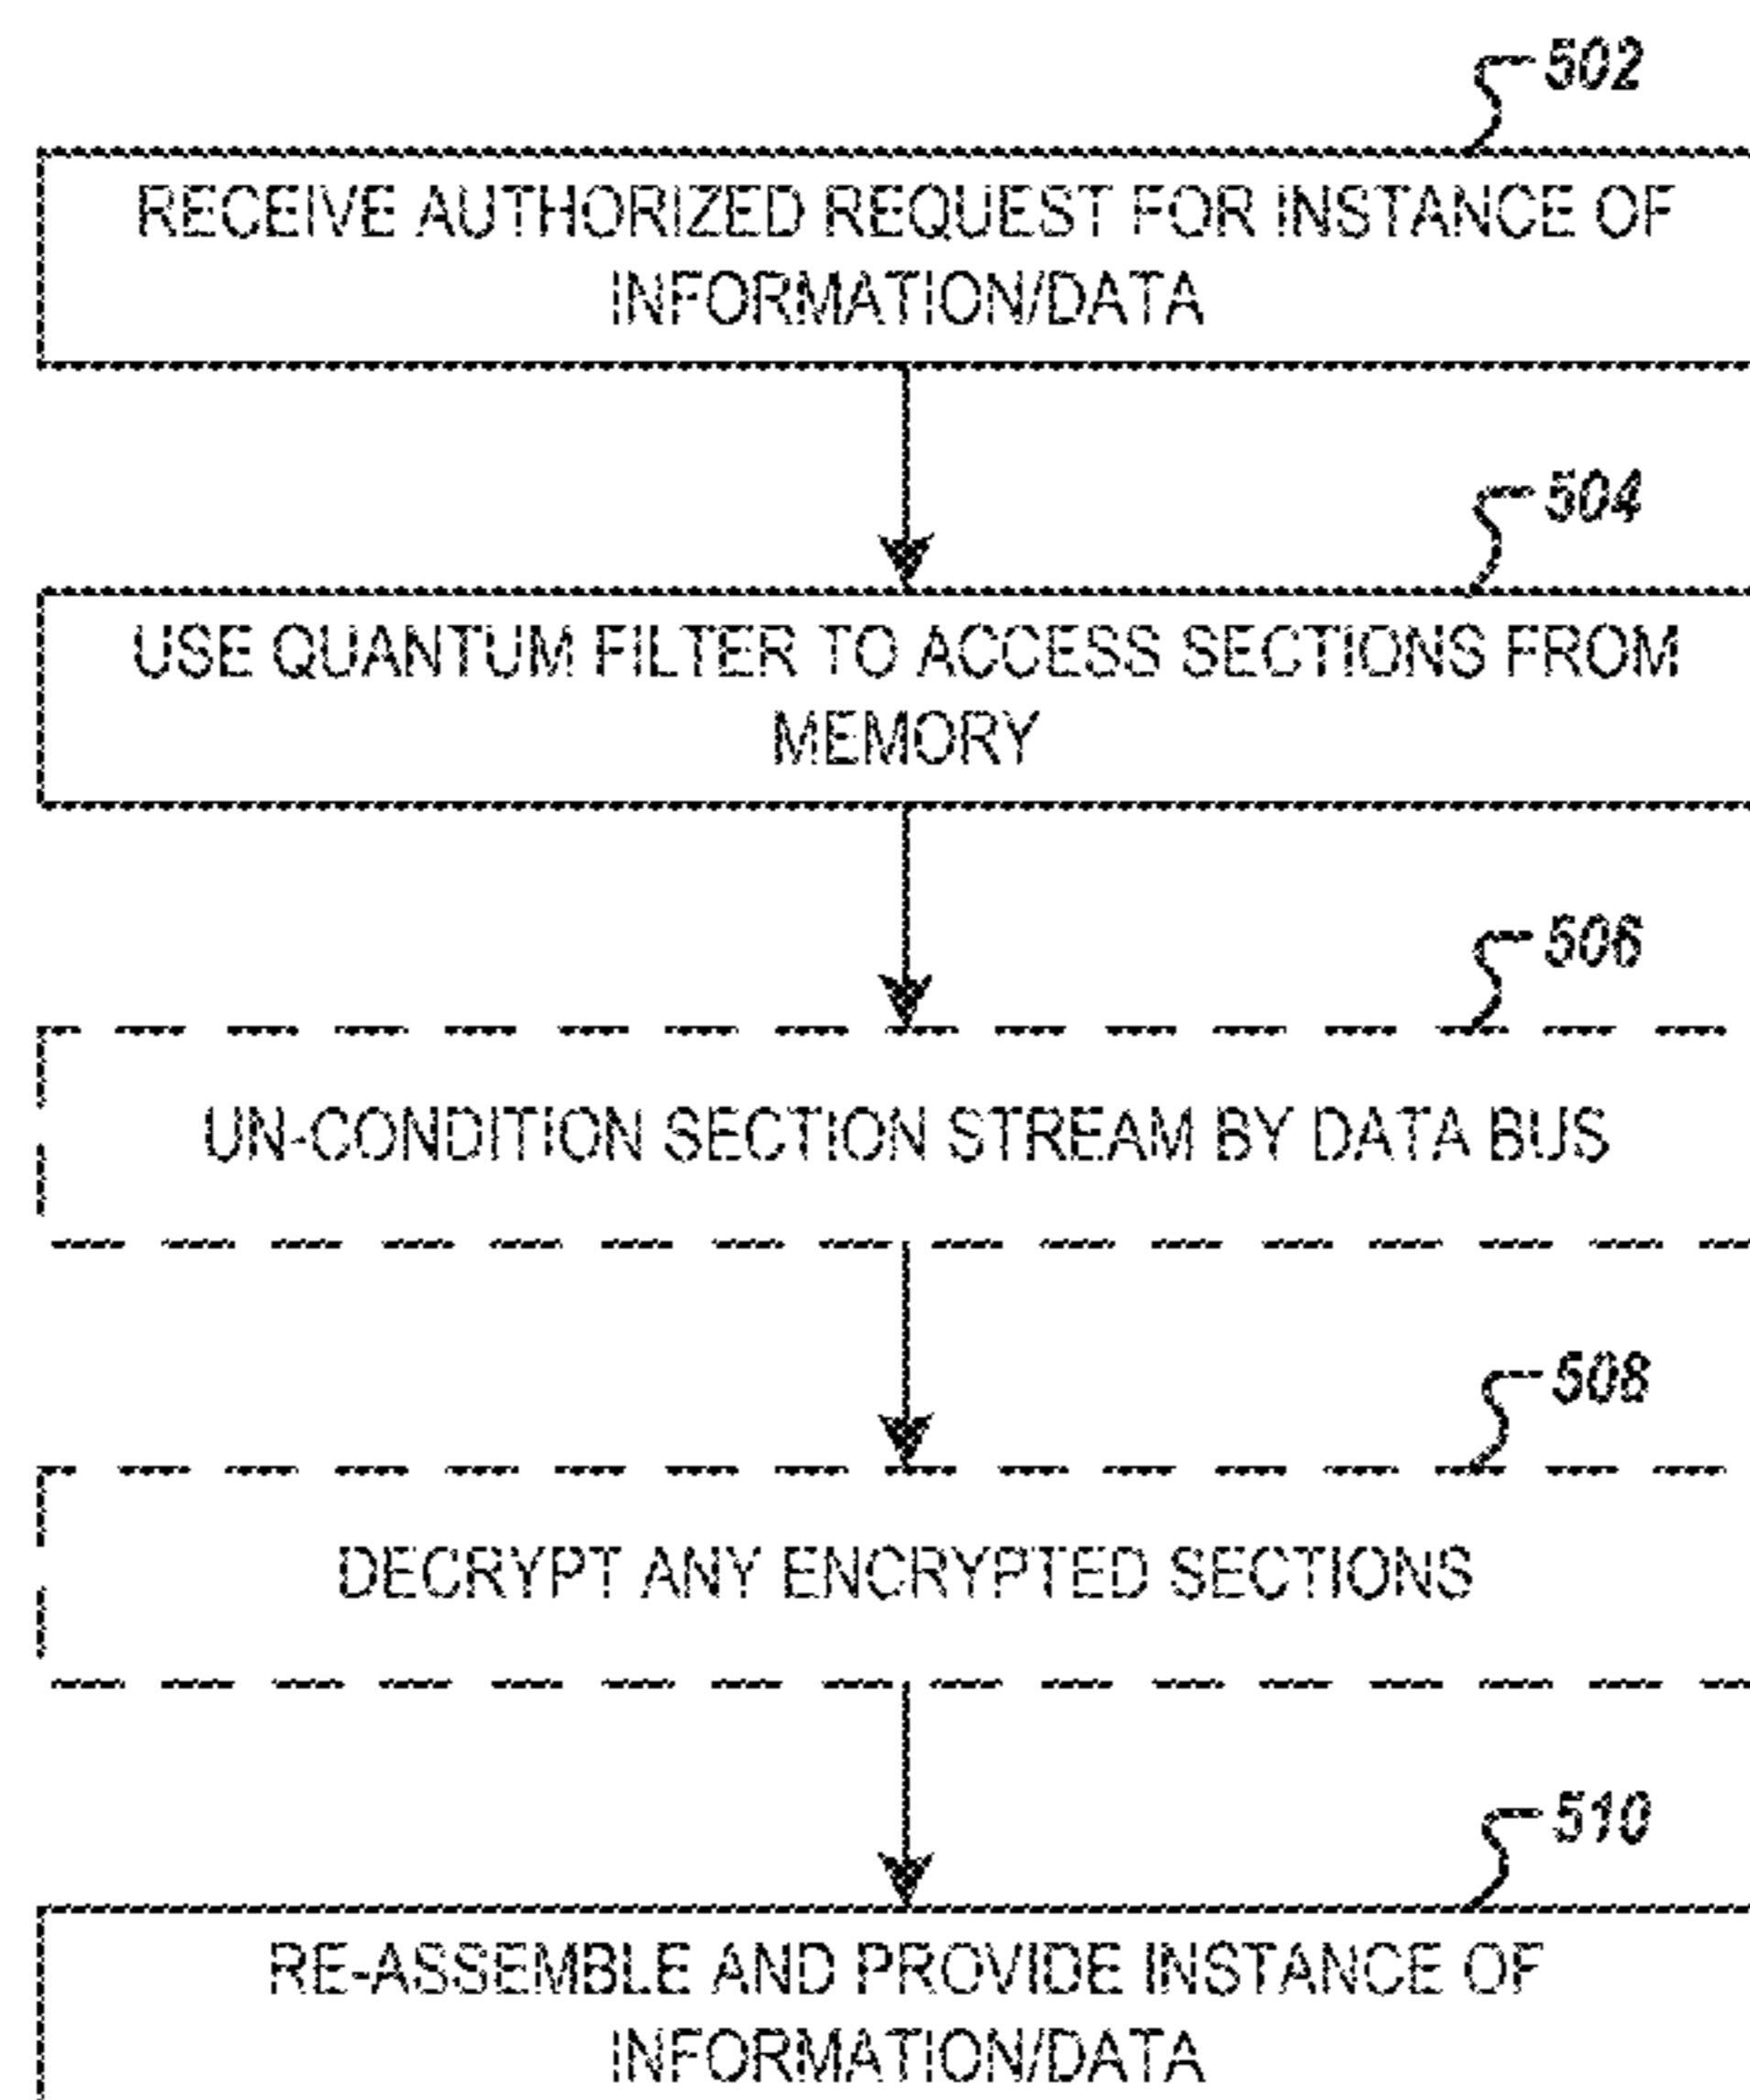 502
RECEIVE AUTHORIZED REQUEST FOR INSTANCE OF
INFORMATION/DATA
504
USE QUANTUM FILTER TO ACCESS SECTIONS FROM
MEMORY
506
UN-CONDITION SECTION STREAM BY DATA BUS
508
DECRYPT ANY ENCRYPTED SECTIONS
510
RE-ASSEMBLE AND PROVIDE INSTANCE OF
INFORMATION/DATA